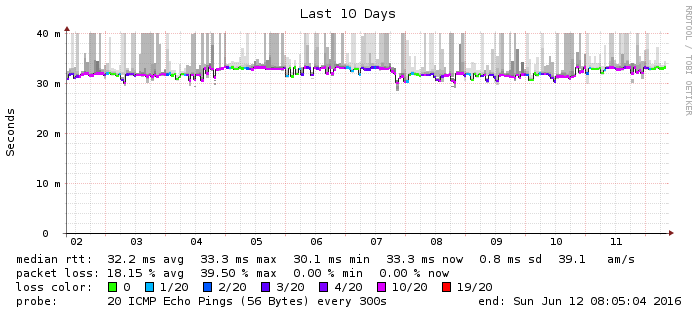 Last 10 Days
RRDTOOL / TOBI OETIKER
Seconds
40 m
30 m
20 m
10 m
0
02 03 04 05 06 07 08 09 10 11
median rtt: 32.2 ms avg 33.3 ms max 30.1 ms min 33.3 ms now 0.8 ms sd 39.1 am/s
packet loss: 18.15 % avg 39.50 % max 0.00 % min 0.00 % now
loss color: 0 1/20 2/20 3/20 4/20 10/20 19/20
probe: 20 ICMP Echo Pings (56 Bytes) every 300s end: Sun Jun 12 08:05:04 2016